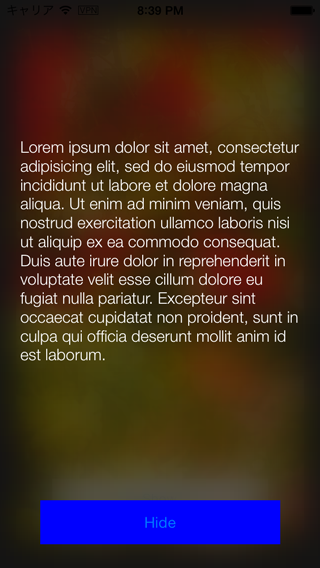 キャリア VPN 8:39 PM
Lorem ipsum dolor sit amet, consectetur
adipisicing elit, sed do eiusmod tempor
incididunt ut labore et dolore magna
aliqua. Ut enim ad minim veniam, quis
nostrud exercitation ullamco laboris nisi
ut aliquip ex ea commodo consequat.
Duis aute irure dolor in reprehenderit in
voluptate velit esse cillum dolore eu
fugiat nulla pariatur. Excepteur sint
occaecat cupidatat non proident, sunt in
culpa qui officia deserunt mollit anim id
est laborum.
Hide